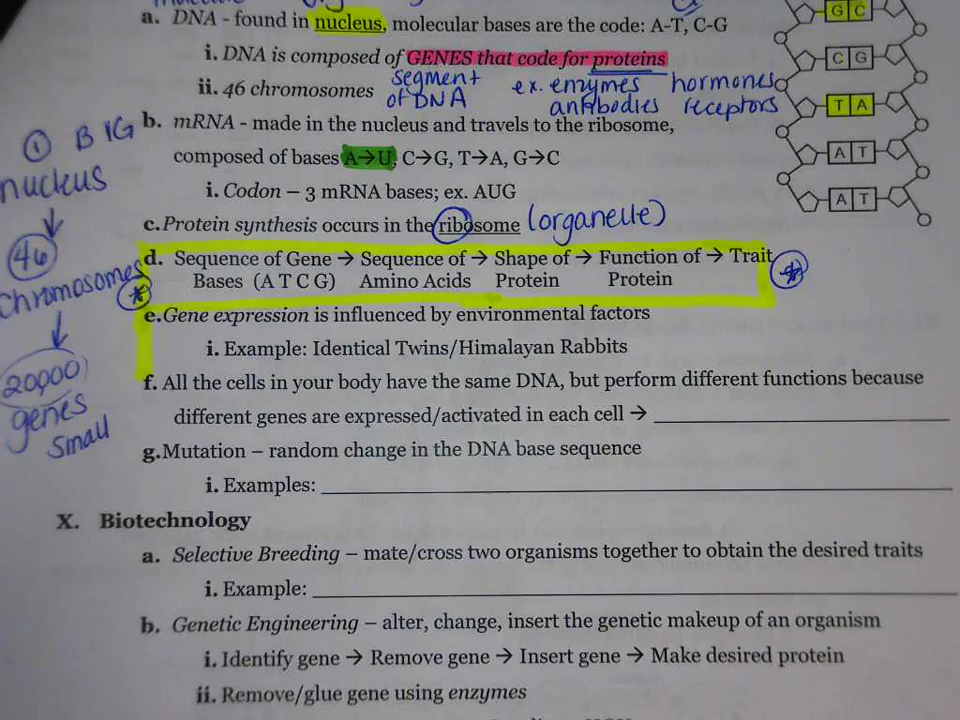 a. DNA - found in nucleus, molecular bases are the code: A-T, C-G
G C
i. DNA is composed of GENES that code for proteins
C G
segment of DNA
ex. enzymes hormones
antibodies receptors
ii. 46 chromosomes
T A
b. mRNA - made in the nucleus and travels to the ribosome,
① BIG
nucleus
composed of bases A→U, C→G, T→A, G→C
A T
i. Codon – 3 mRNA bases; ex. AUG
A T
c. Protein synthesis occurs in the ribosome (organelle)
46
chromosomes
d. Sequence of Gene → Sequence of → Shape of → Function of → Trait
Bases (A T C G) Amino Acids Protein Protein
e. Gene expression is influenced by environmental factors
i. Example: Identical Twins/Himalayan Rabbits
20,000
genes
small
f. All the cells in your body have the same DNA, but perform different functions because
different genes are expressed/activated in each cell →
g. Mutation – random change in the DNA base sequence
i. Examples:
X. Biotechnology
a. Selective Breeding – mate/cross two organisms together to obtain the desired traits
i. Example:
b. Genetic Engineering – alter, change, insert the genetic makeup of an organism
i. Identify gene → Remove gene → Insert gene → Make desired protein
ii. Remove/glue gene using enzymes